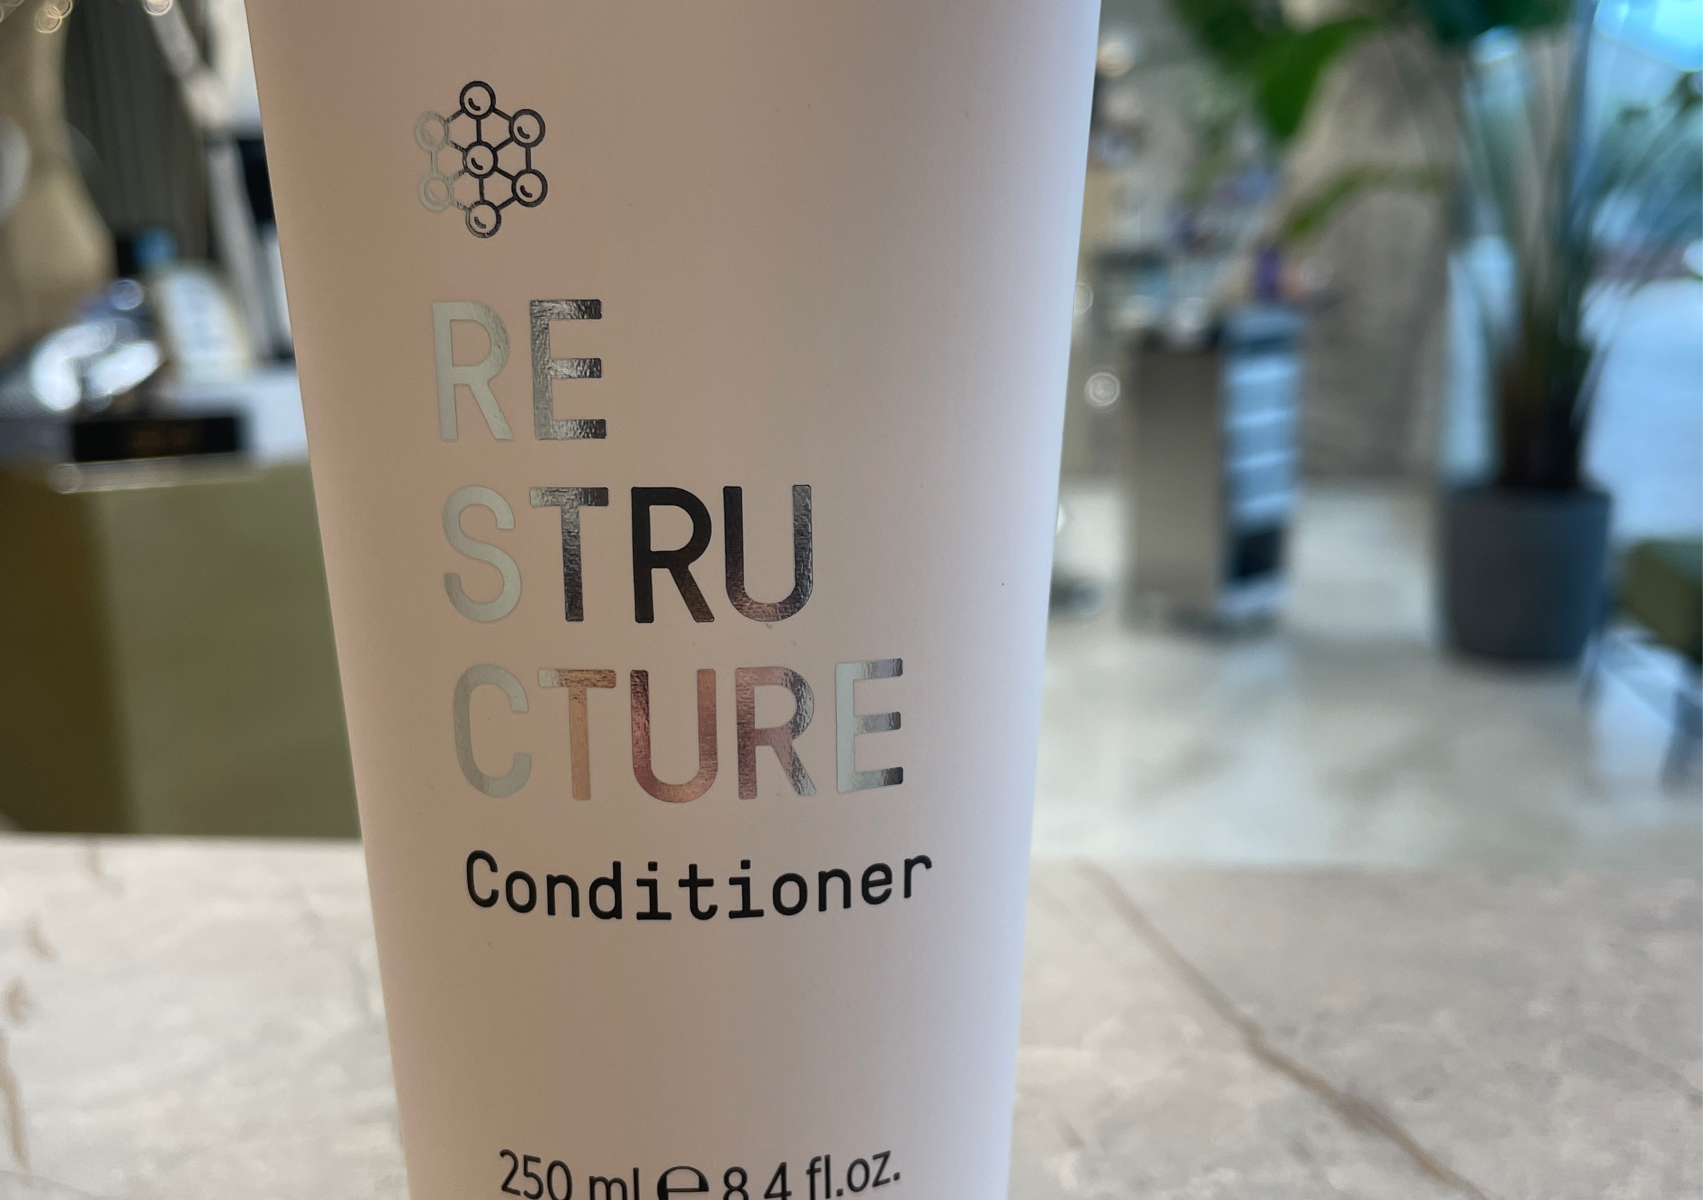 RE
STRU
CTURE
Conditioner
250 ml ℮ 8.4 fl.oz.